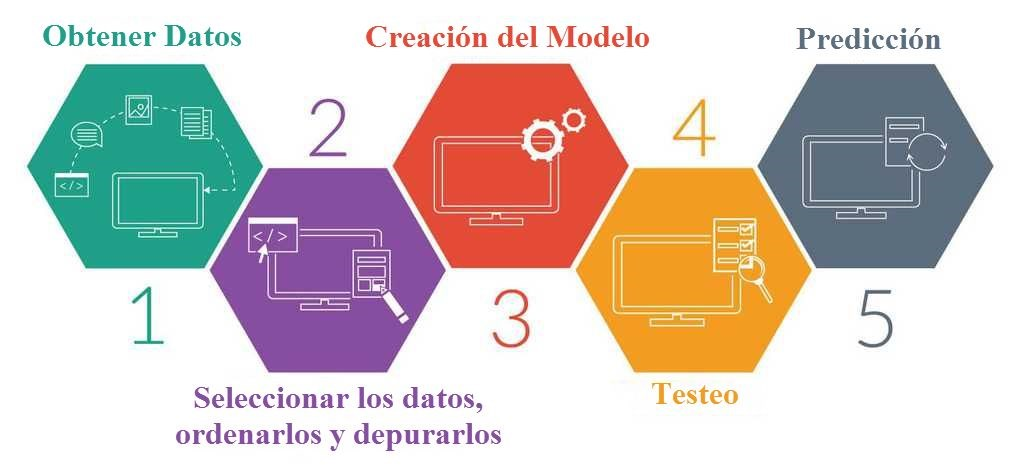 Obtener Datos
1
2
Seleccionar los datos,
ordenarlos y depurarlos
Creación del Modelo
3
4
Testeo
Predicción
5
</>
</>